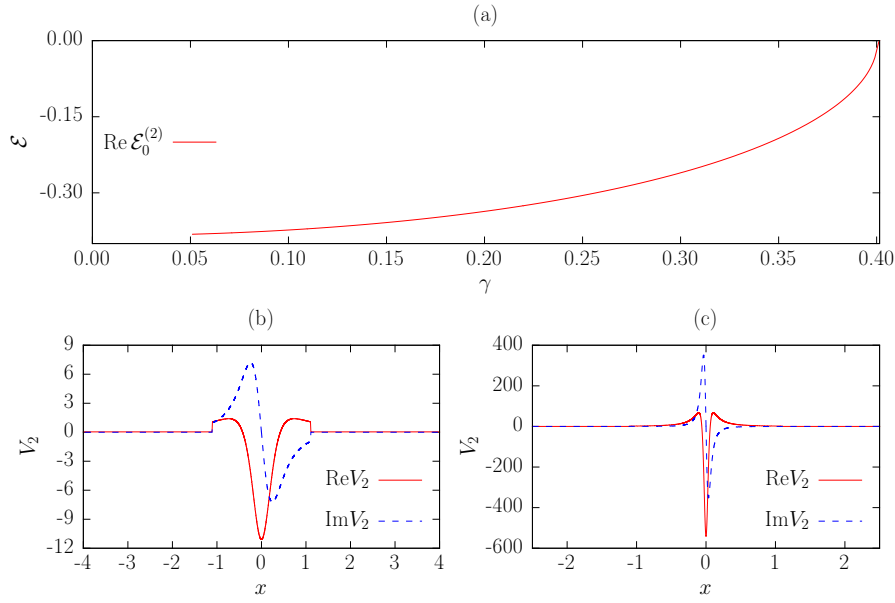 (a)
0.00
-0.15
-0.30
ℰ
Re ℰ₀⁽²⁾
0.00 0.05 0.10 0.15 0.20 0.25 0.30 0.35 0.40
γ
(b)
9
6
3
0
-3
-6
-9
-12
V₂
ReV₂
ImV₂
-4 -3 -2 -1 0 1 2 3 4
x
(c)
400
200
0
-200
-400
-600
V₂
ReV₂
ImV₂
-2 -1 0 1 2
x